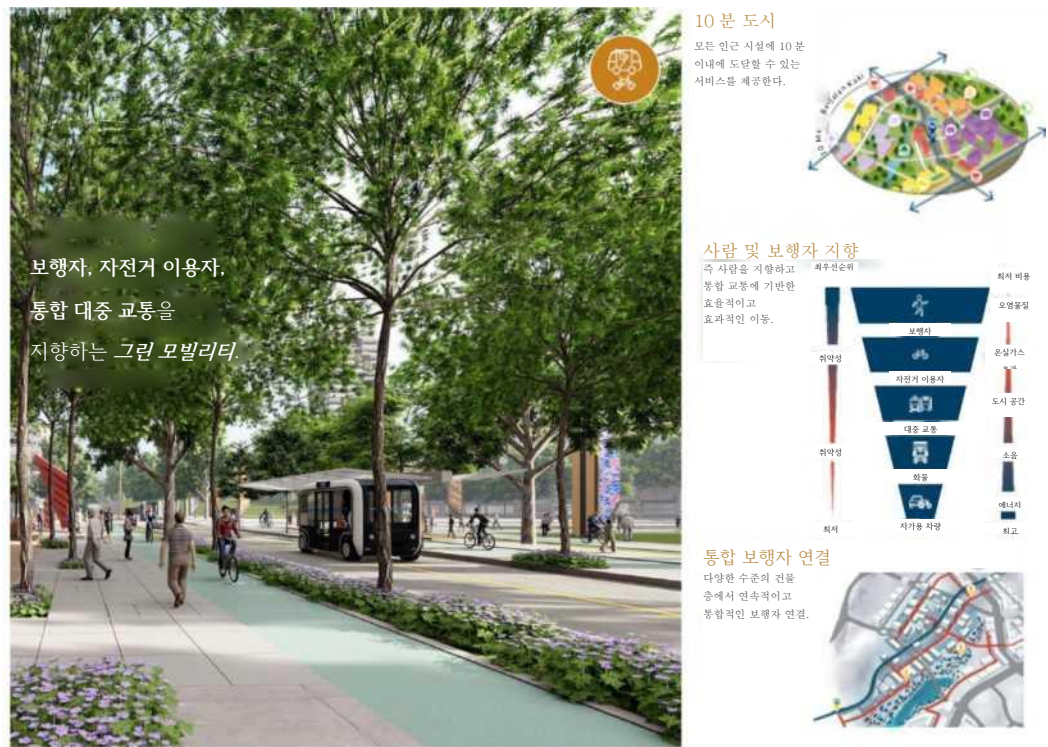 보행자, 자전거 이용자,
통합 대중 교통을
지향하는 그린 모빌리티.
10 분 도시
모든 인근 시설에 10 분
이내에 도달할 수 있는
서비스를 제공한다.
사람 및 보행자 지향
즉 사람을 지향하고
통합 교통에 기반한
효율적이고
효과적인 이동.
최우선순위
취약성
취약성
최저
보행자
자전거 이용자
대중 교통
화물
자가용 차량
최저 비용
오염물질
온실가스
도시 공간
소음
에너지
최고
통합 보행자 연결
다양한 수준의 건물
층에서 연속적이고
통합적인 보행자 연결.